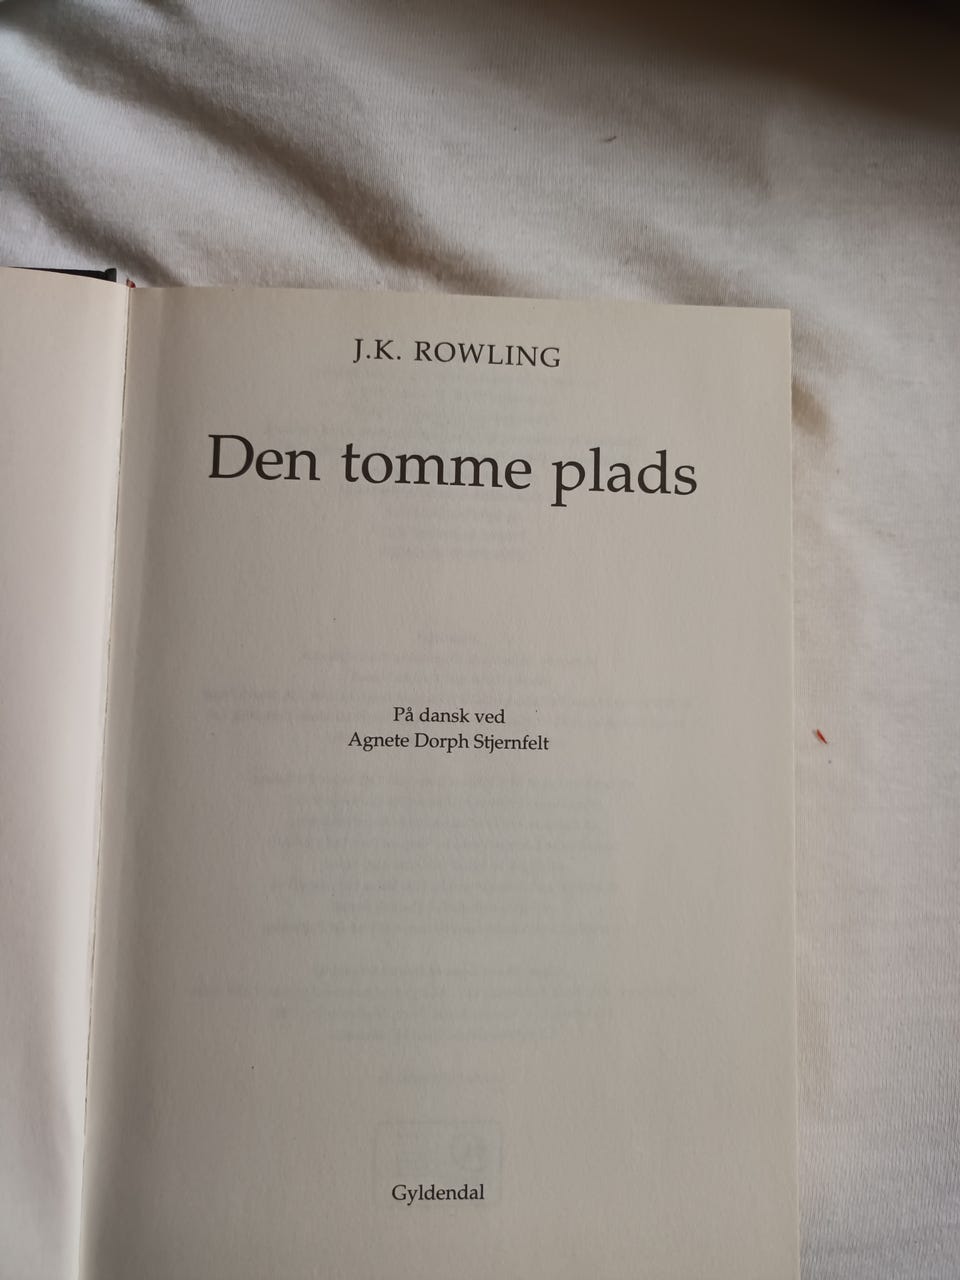 J.K. ROWLING
Den tomme plads
På dansk ved
Agnete Dorph Stjernfelt
Gyldendal